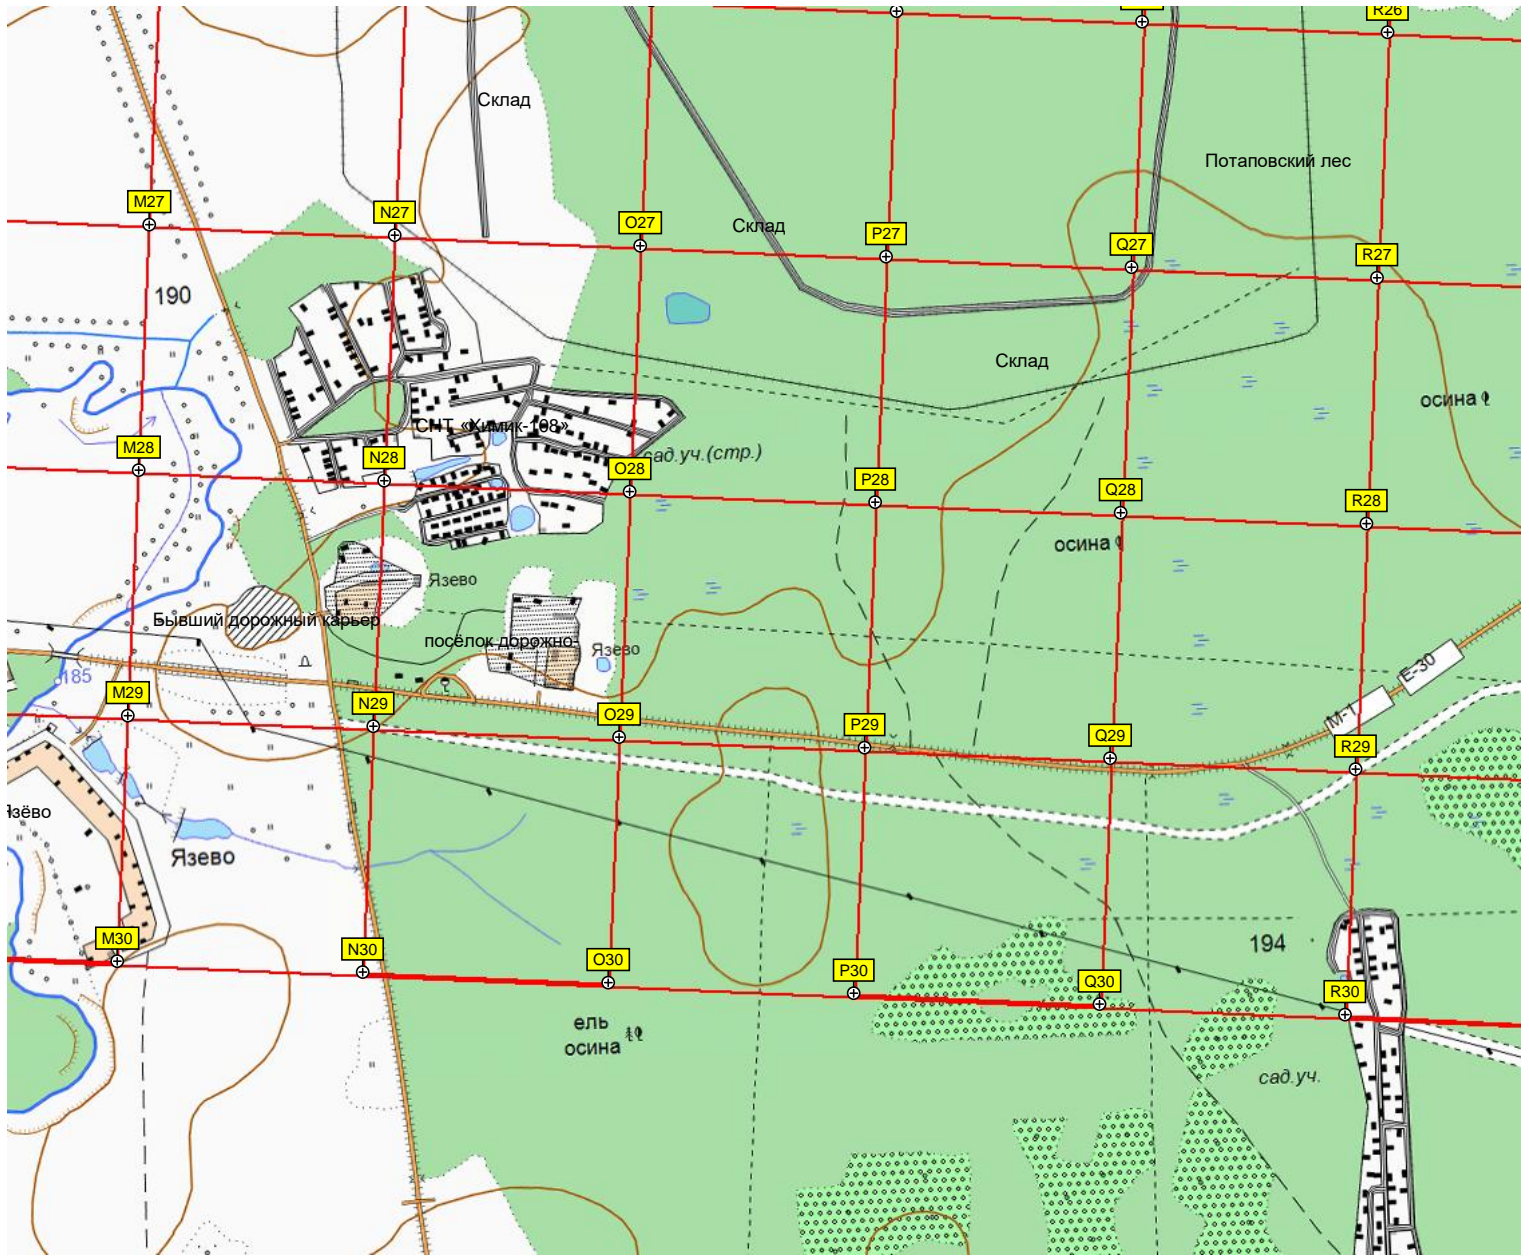 R26
Склад
Потаповский лес
M27
N27
O27
Склад
P27
Q27
R27
190
Склад
осина
СНТ «Химик-108»
M28
N28
сад.уч.(стр.)
O28
P28
Q28
R28
осина
Язево
Бывший дорожный карьер
посёлок дорожно-
Язево
E-30
185
M29
N29
O29
P29
M-1
Q29
R29
Язёво
Язево
M30
N30
O30
P30
Q30
194
R30
ель
осина
сад.уч.